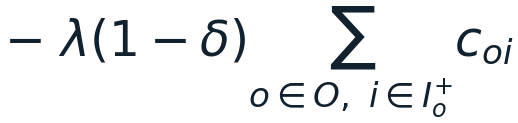 − λ(1 − δ) ∑ c_{oi}
o ∈ O, i ∈ I_o^+